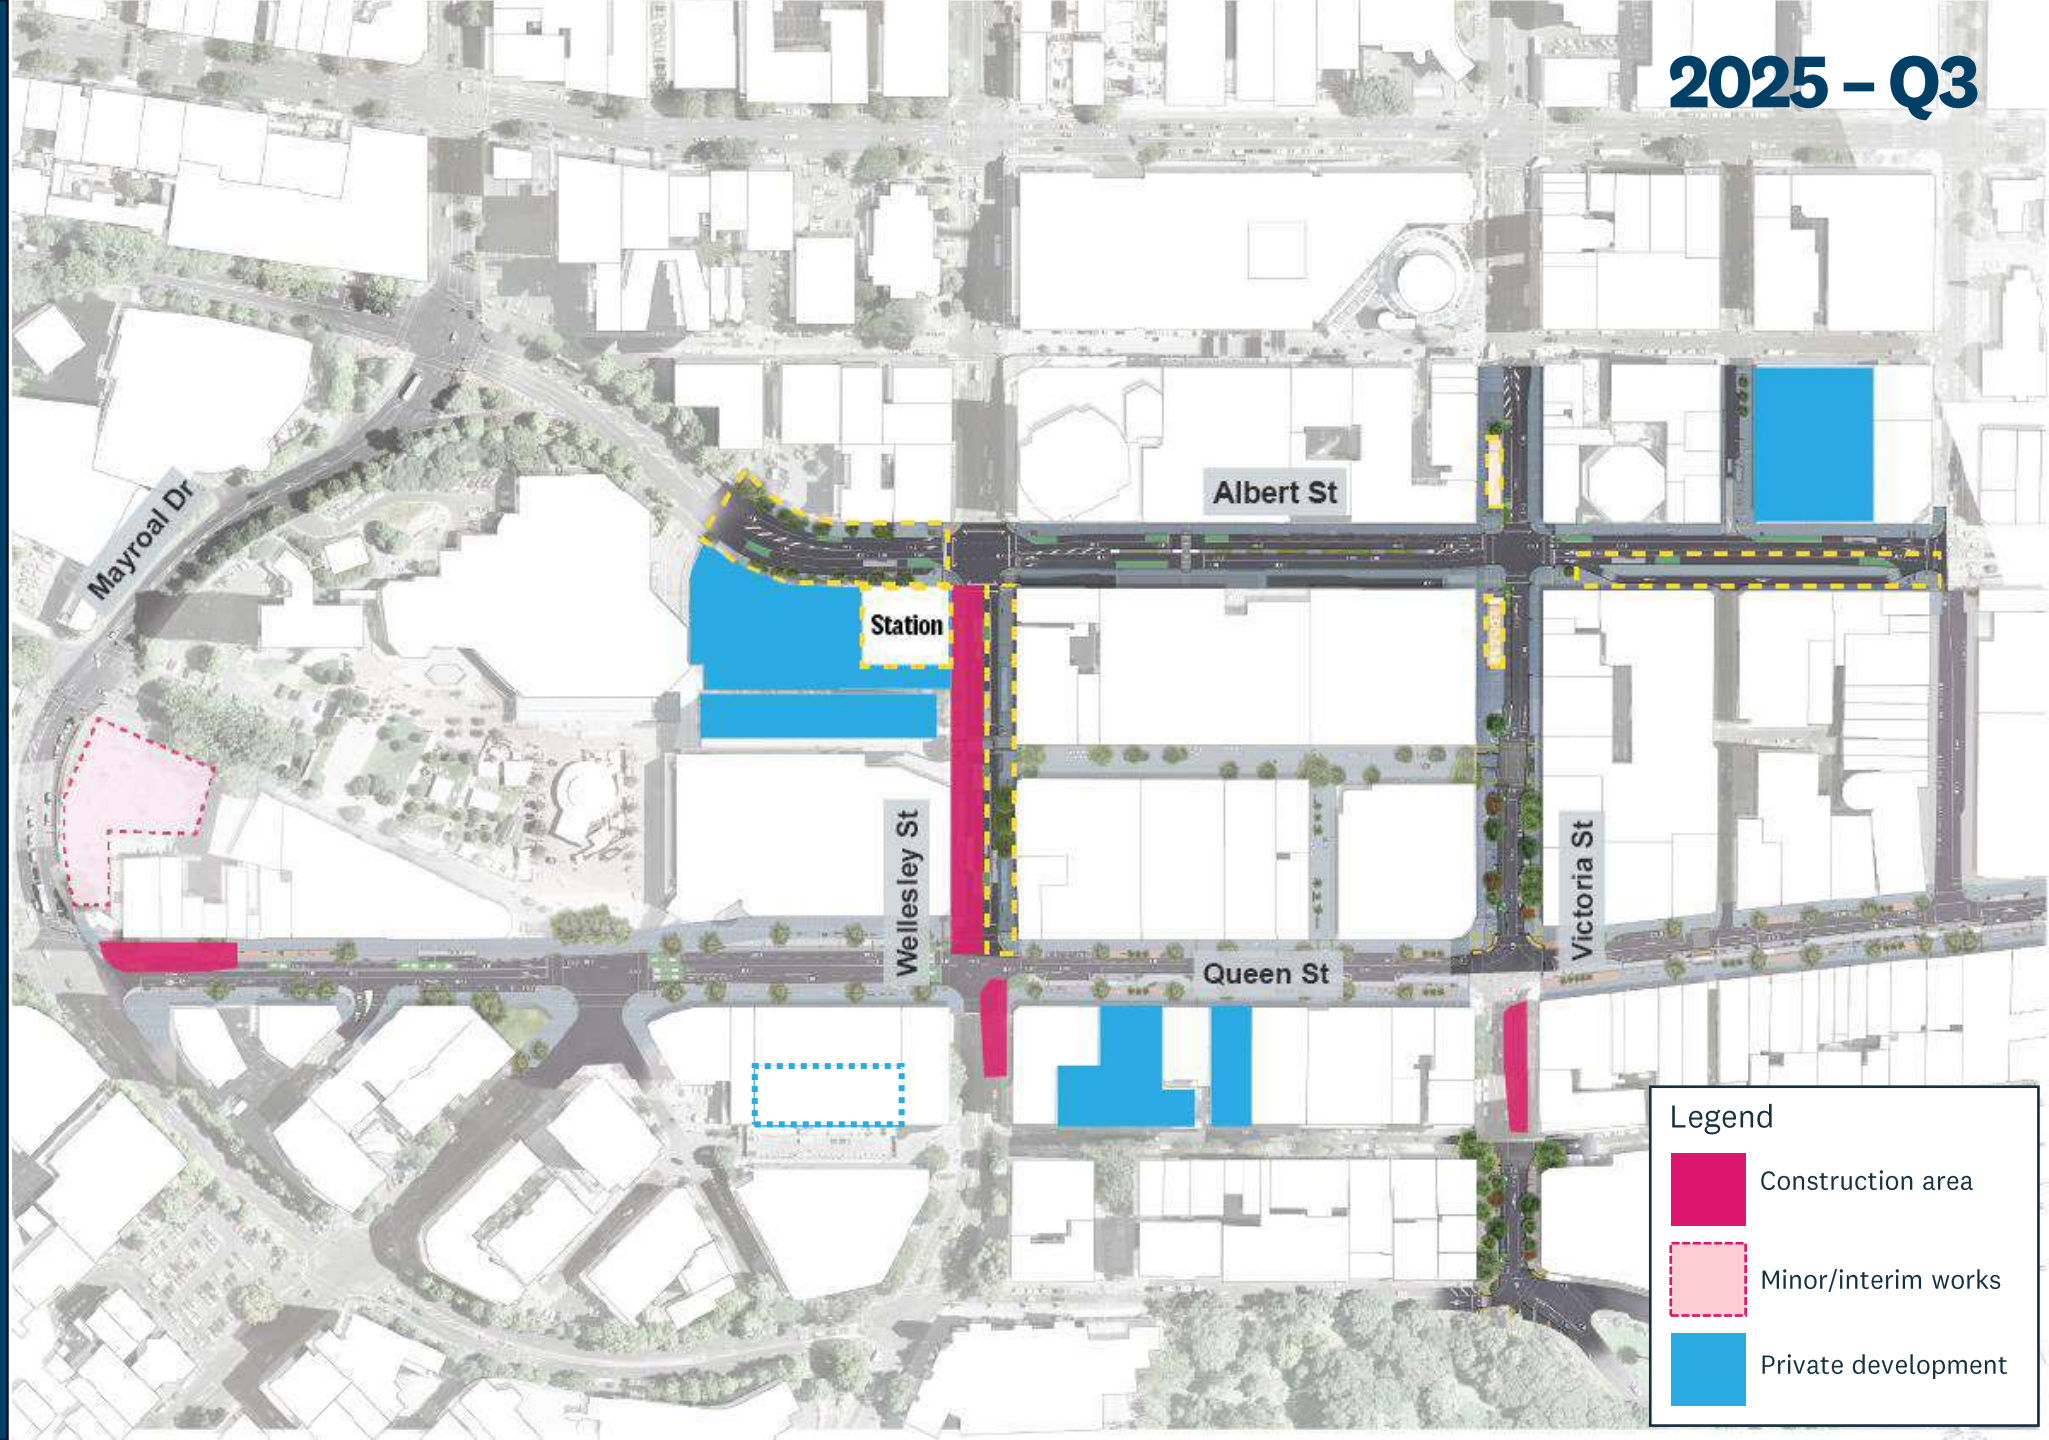 2025 – Q3
Albert St
Mayroal Dr
Station
Wellesley St
Victoria St
Queen St
Legend
Construction area
Minor/interim works
Private development